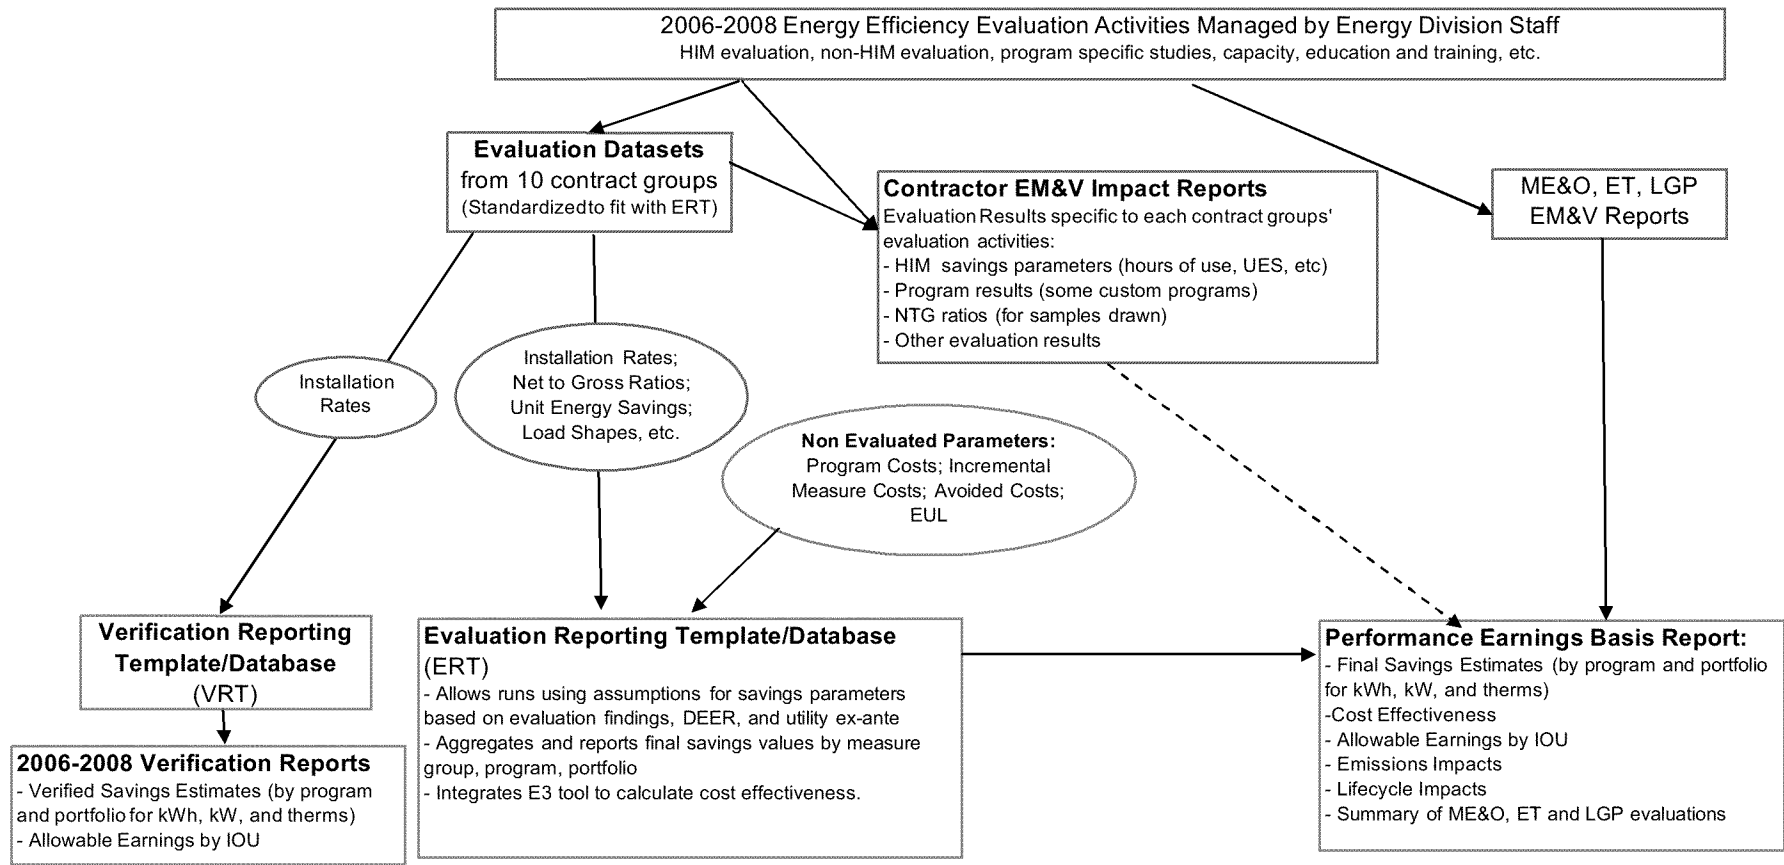 2006-2008 Energy Efficiency Evaluation Activities Managed by Energy Division Staff
HIM evaluation, non-HIM evaluation, program specific studies, capacity, education and training, etc.
Evaluation Datasets
from 10 contract groups
(Standardized to fit with ERT)
Contractor EM&V Impact Reports
Evaluation Results specific to each contract groups'
evaluation activities:
- HIM savings parameters (hours of use, UES, etc)
- Program results (some custom programs)
- NTG ratios (for samples drawn)
- Other evaluation results
ME&O, ET, LGP
EM&V Reports
Installation
Rates
Installation Rates;
Net to Gross Ratios;
Unit Energy Savings;
Load Shapes, etc.
Non Evaluated Parameters:
Program Costs; Incremental
Measure Costs; Avoided Costs;
EUL
Verification Reporting
Template/Database
(VRT)
2006-2008 Verification Reports
- Verified Savings Estimates (by program
and portfolio for kWh, kW, and therms)
- Allowable Earnings by IOU
Evaluation Reporting Template/Database
(ERT)
- Allows runs using assumptions for savings parameters
based on evaluation findings, DEER, and utility ex-ante
- Aggregates and reports final savings values by measure
group, program, portfolio
- Integrates E3 tool to calculate cost effectiveness.
Performance Earnings Basis Report:
- Final Savings Estimates (by program and portfolio
for kWh, kW, and therms)
-Cost Effectiveness
- Allowable Earnings by IOU
- Emissions Impacts
- Lifecycle Impacts
- Summary of ME&O, ET and LGP evaluations